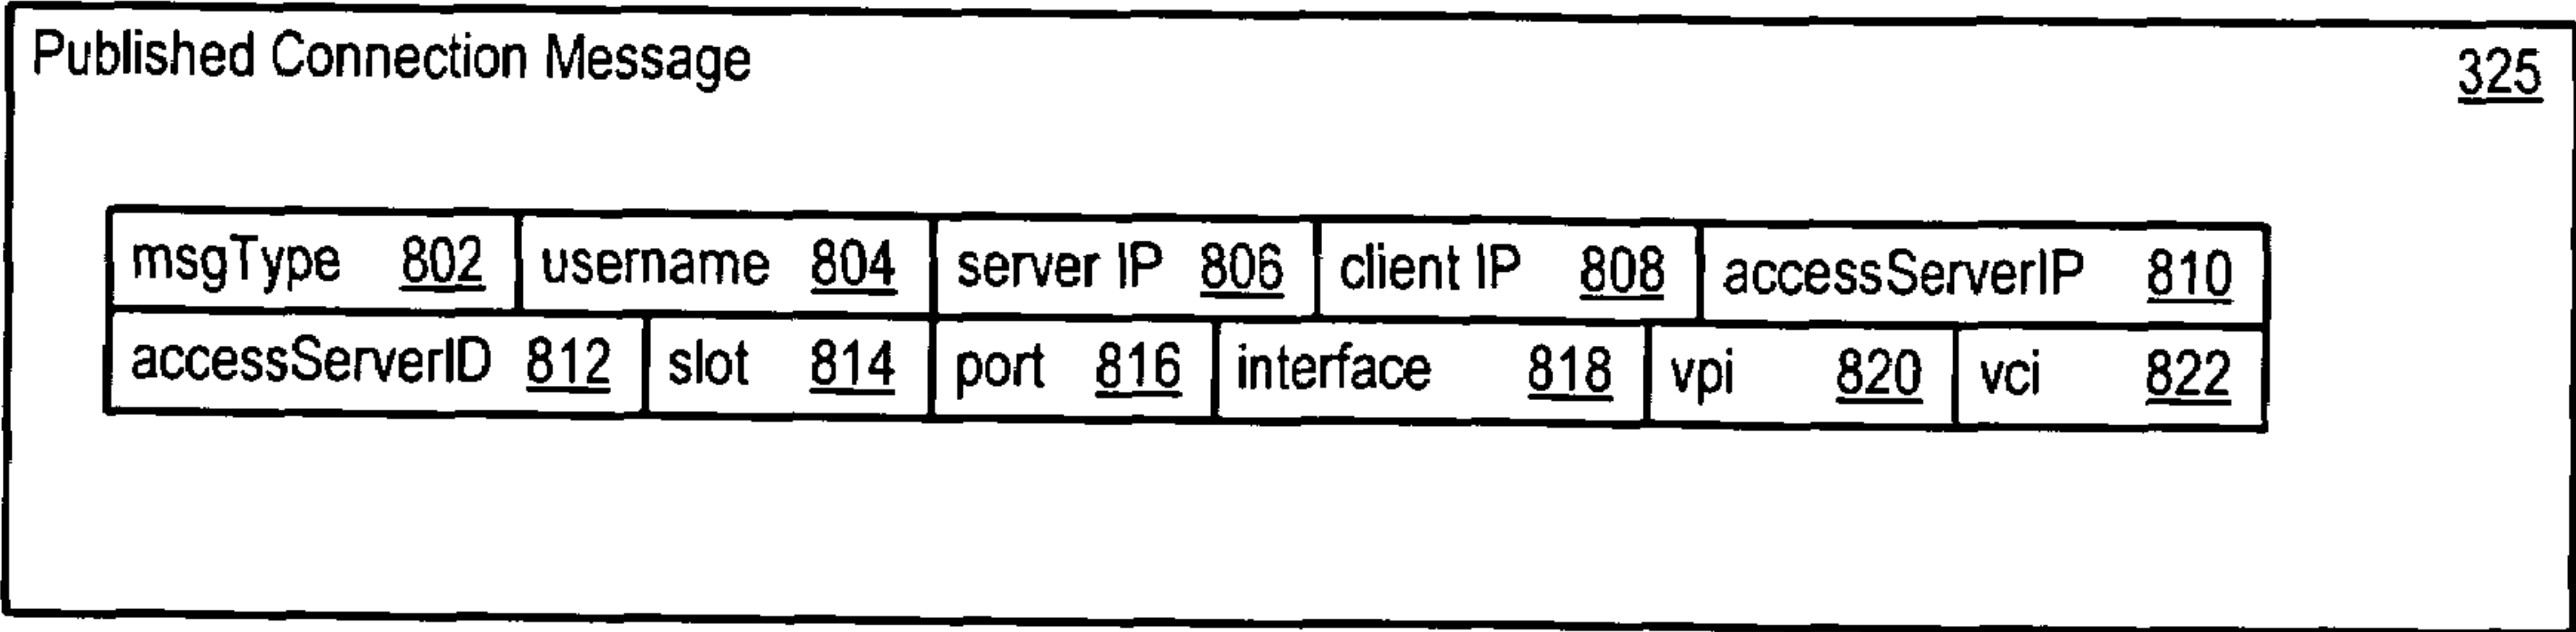 Published Connection Message 325
msgType 802 username 804 server IP 806 client IP 808 accessServerIP 810
accessServerID 812 slot 814 port 816 interface 818 vpi 820 vci 822